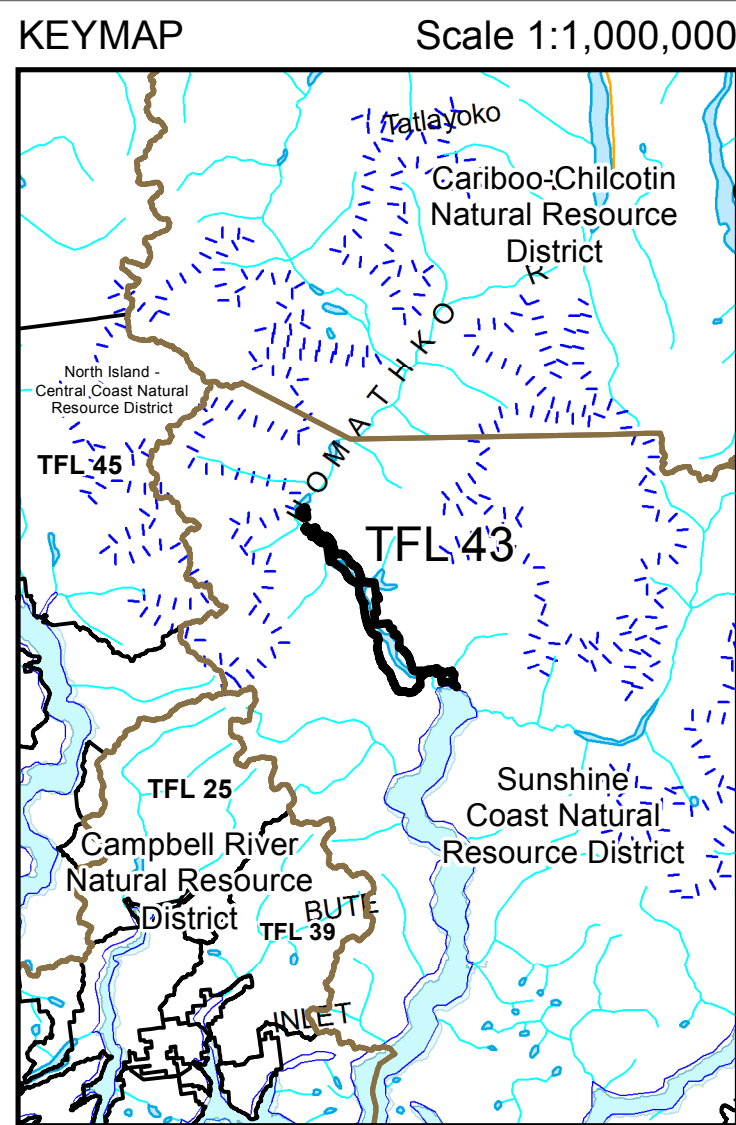 KEYMAP Scale 1:1,000,000
Tatlayoko
Cariboo-Chilcotin
Natural Resource
District
HOMATHKO R
North Island -
Central Coast Natural
Resource District
TFL 45
TFL 43
TFL 25
Sunshine
Coast Natural
Resource District
Campbell River
Natural Resource
District
BUTE
TFL 39
INLET